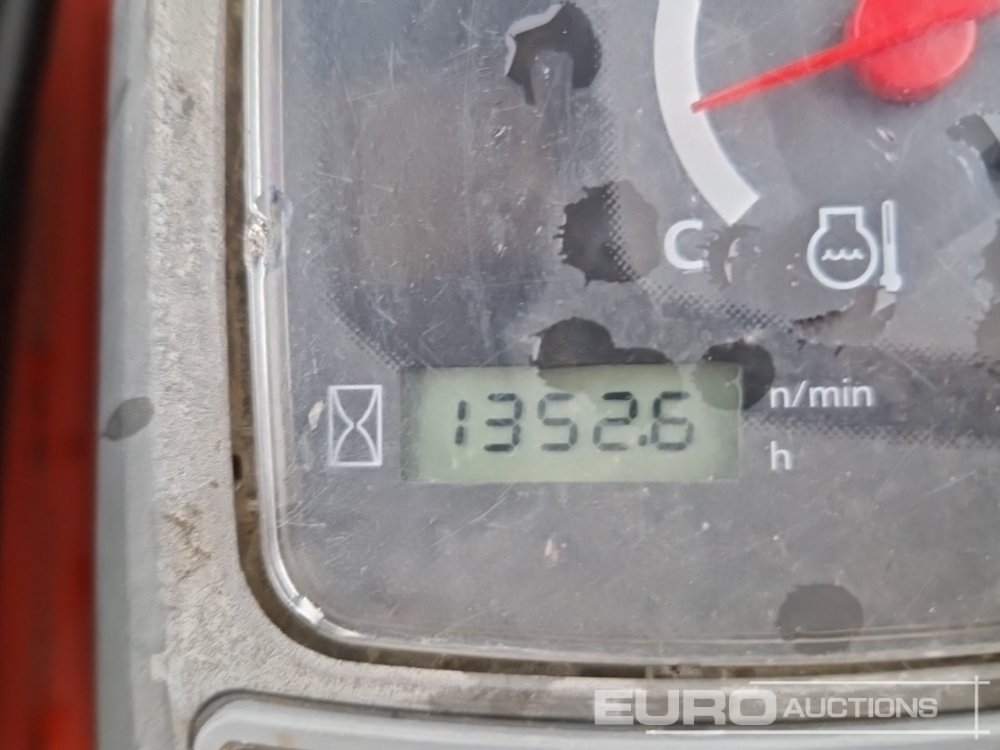 C
1352.6 n/min
h
EURO AUCTIONS